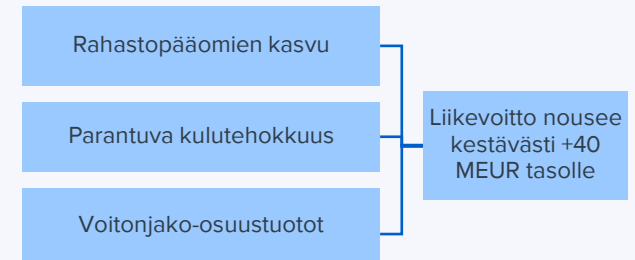 Rahastopääomien kasvu
Parantuva kulutehokkuus
Voitonjako-osuustuotot
Liikevoitto nousee
kestävästi +40
MEUR tasolle